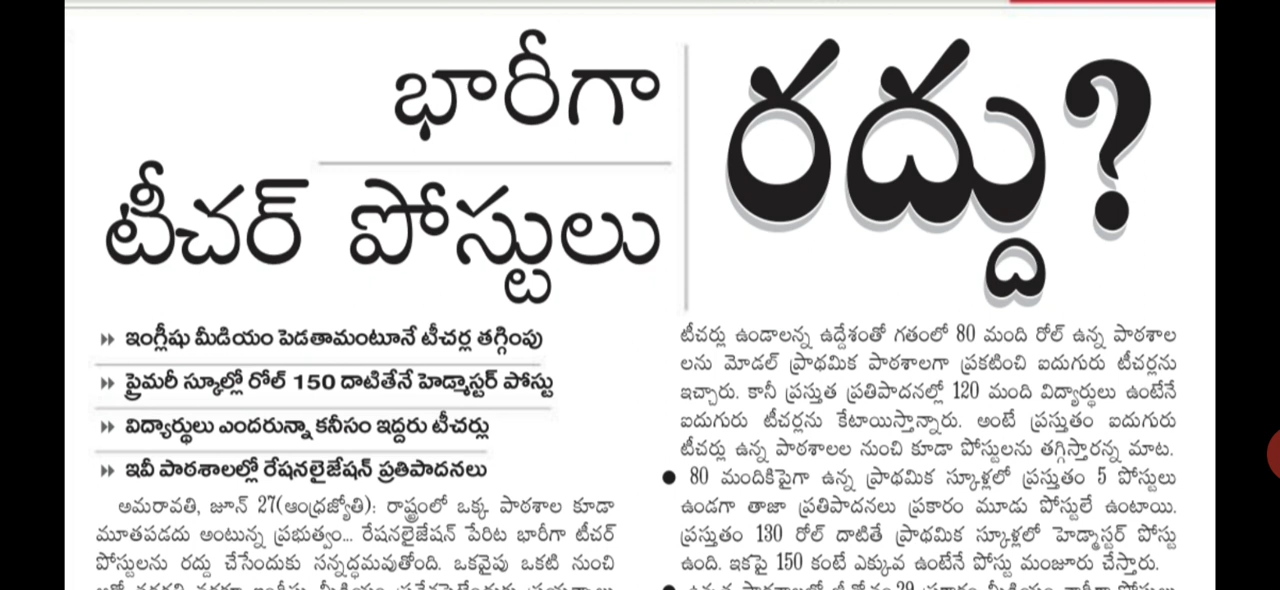 భారీగా
టీచర్ పోస్టులు
రద్దు?
» ఇంగ్లీషు మీడియం పెడతామంటూనే టీచర్ల తగ్గింపు
» ప్రైమరీ స్కూల్లో రోల్ 150 దాటితేనే హెడ్మాస్టర్ పోస్టు
» విద్యార్థులు ఎందరున్నా కనీసం ఇద్దరు టీచర్లు
» ఇవీ పాఠశాలల్లో రేషనలైజేషన్ ప్రతిపాదనలు
అమరావతి, జూన్ 27(ఆంధ్రజ్యోతి): రాష్ట్రంలో ఒక్క పాఠశాల కూడా
మూతపడదు అంటున్న ప్రభుత్వం... రేషనలైజేషన్ పేరిట భారీగా టీచర్
పోస్టులను రద్దు చేసేందుకు సన్నద్ధమవుతోంది. ఒకవైపు ఒకటి నుంచి
టీచర్లు ఉండాలన్న ఉద్దేశంతో గతంలో 80 మంది రోల్ ఉన్న పాఠశాల
లను మోడల్ ప్రాథమిక పాఠశాలగా ప్రకటించి ఐదుగురు టీచర్లను
ఇచ్చారు. కానీ ప్రస్తుత ప్రతిపాదనల్లో 120 మంది విద్యార్థులు ఉంటేనే
ఐదుగురు టీచర్లను కేటాయిస్తాన్నారు. అంటే ప్రస్తుతం ఐదుగురు
టీచర్లు ఉన్న పాఠశాలల నుంచి కూడా పోస్టులను తగ్గిస్తారన్న మాట.
● 80 మందికిపైగా ఉన్న ప్రాథమిక స్కూళ్లలో ప్రస్తుతం 5 పోస్టులు
ఉండగా తాజా ప్రతిపాదనలు ప్రకారం మూడు పోస్టులే ఉంటాయి.
ప్రస్తుతం 130 రోల్ దాటితే ప్రాథమిక స్కూళ్లలో హెడ్మాస్టర్ పోస్టు
ఉంది. ఇకపై 150 కంటే ఎక్కువ ఉంటేనే పోస్టు మంజూరు చేస్తారు.